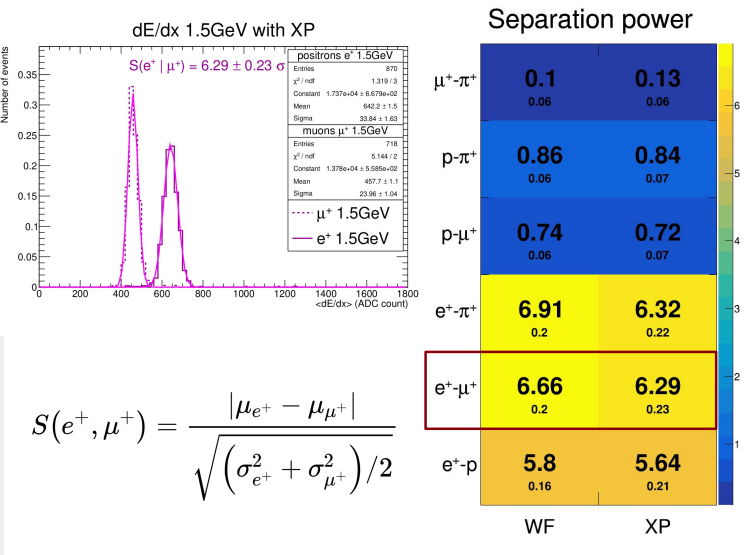 dE/dx 1.5GeV with XP
Number of events
S(e⁺ | μ⁺) = 6.29 ± 0.23 σ
positrons e⁺ 1.5GeV
Entries 870
χ² / ndf 1.319 / 3
Constant 1.737e+04 ± 6.679e+02
Mean 642.2 ± 1.5
Sigma 33.84 ± 1.63
muons μ⁺ 1.5GeV
Entries 718
χ² / ndf 5.144 / 2
Constant 1.378e+04 ± 5.585e+02
Mean 457.7 ± 1.1
Sigma 23.96 ± 1.04
μ⁺ 1.5GeV
e⁺ 1.5GeV
0.35
0.3
0.25
0.2
0.15
0.1
0.05
0
0 200 400 600 800 1000 1200 1400 1600 1800
<dE/dx> (ADC count)
S(e⁺, μ⁺) = |μ_e⁺ − μ_μ⁺| / √((σ²_e⁺ + σ²_μ⁺)/2)
Separation power
μ⁺-π⁺ 0.1 0.13
0.06 0.06
p-π⁺ 0.86 0.84
0.06 0.07
p-μ⁺ 0.74 0.72
0.06 0.07
e⁺-π⁺ 6.91 6.32
0.2 0.22
e⁺-μ⁺ 6.66 6.29
0.2 0.23
e⁺-p 5.8 5.64
0.16 0.21
WF XP
6
5
4
3
2
1